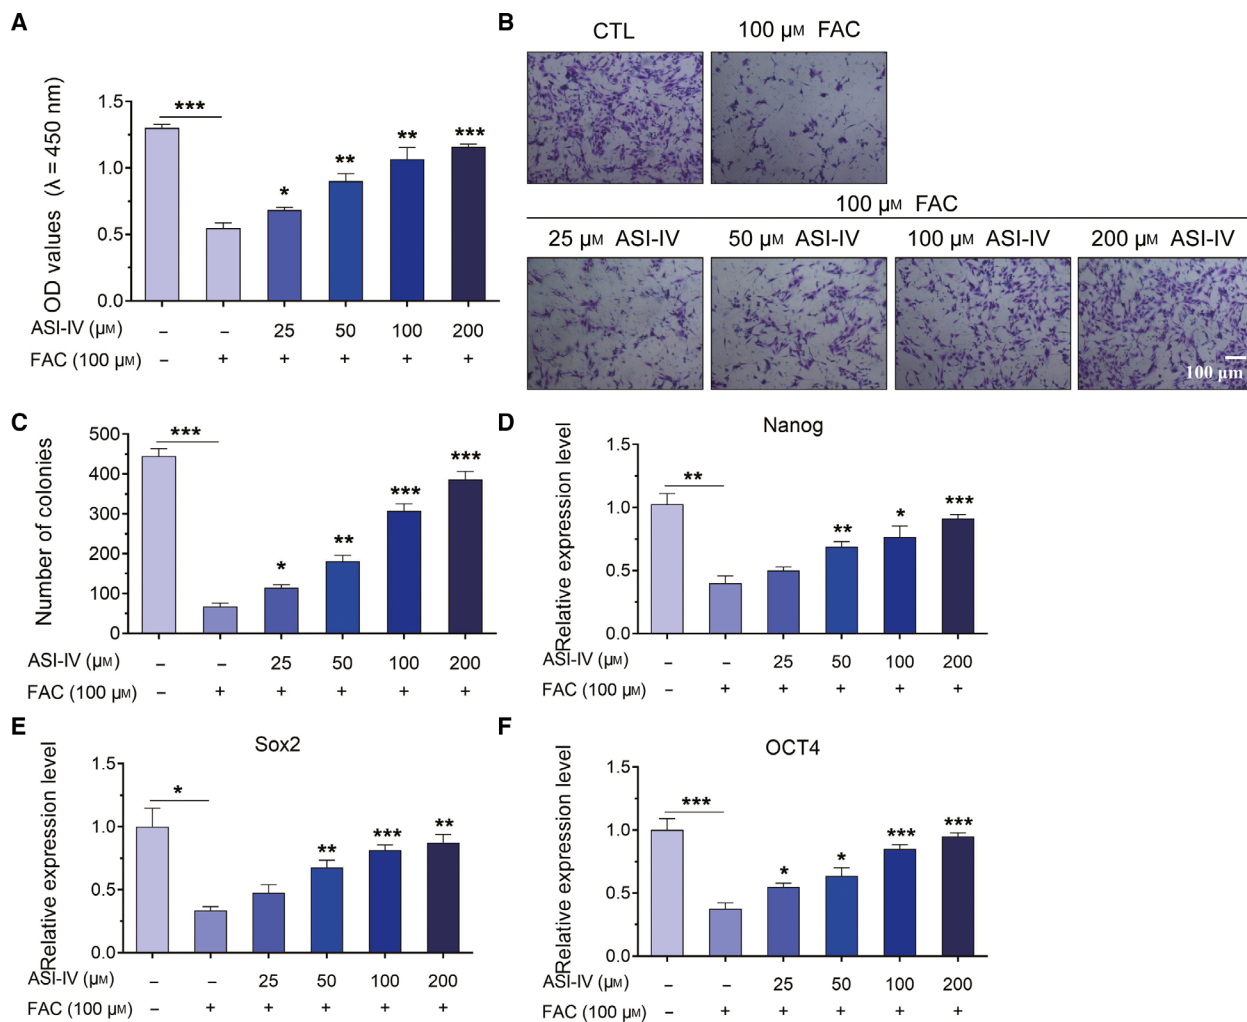 A
OD values (λ = 450 nm)
1.5
1.0
0.5
0.0
***
*
**
**
***
ASI-IV (μM) – – 25 50 100 200
FAC (100 μM) – + + + + +
B
CTL
100 μM FAC
100 μM FAC
25 μM ASI-IV
50 μM ASI-IV
100 μM ASI-IV
200 μM ASI-IV
100 μm
C
Number of colonies
500
400
300
200
100
0
***
*
**
***
***
ASI-IV (μM) – – 25 50 100 200
FAC (100 μM) – + + + + +
D
Nanog
Relative expression level
1.5
1.0
0.5
0.0
**
**
*
***
ASI-IV (μM) – – 25 50 100 200
FAC (100 μM) – + + + + +
E
Sox2
Relative expression level
1.5
1.0
0.5
0.0
*
**
***
**
ASI-IV (μM) – – 25 50 100 200
FAC (100 μM) – + + + + +
F
OCT4
Relative expression level
1.5
1.0
0.5
0.0
***
*
*
***
***
ASI-IV (μM) – – 25 50 100 200
FAC (100 μM) – + + + + +